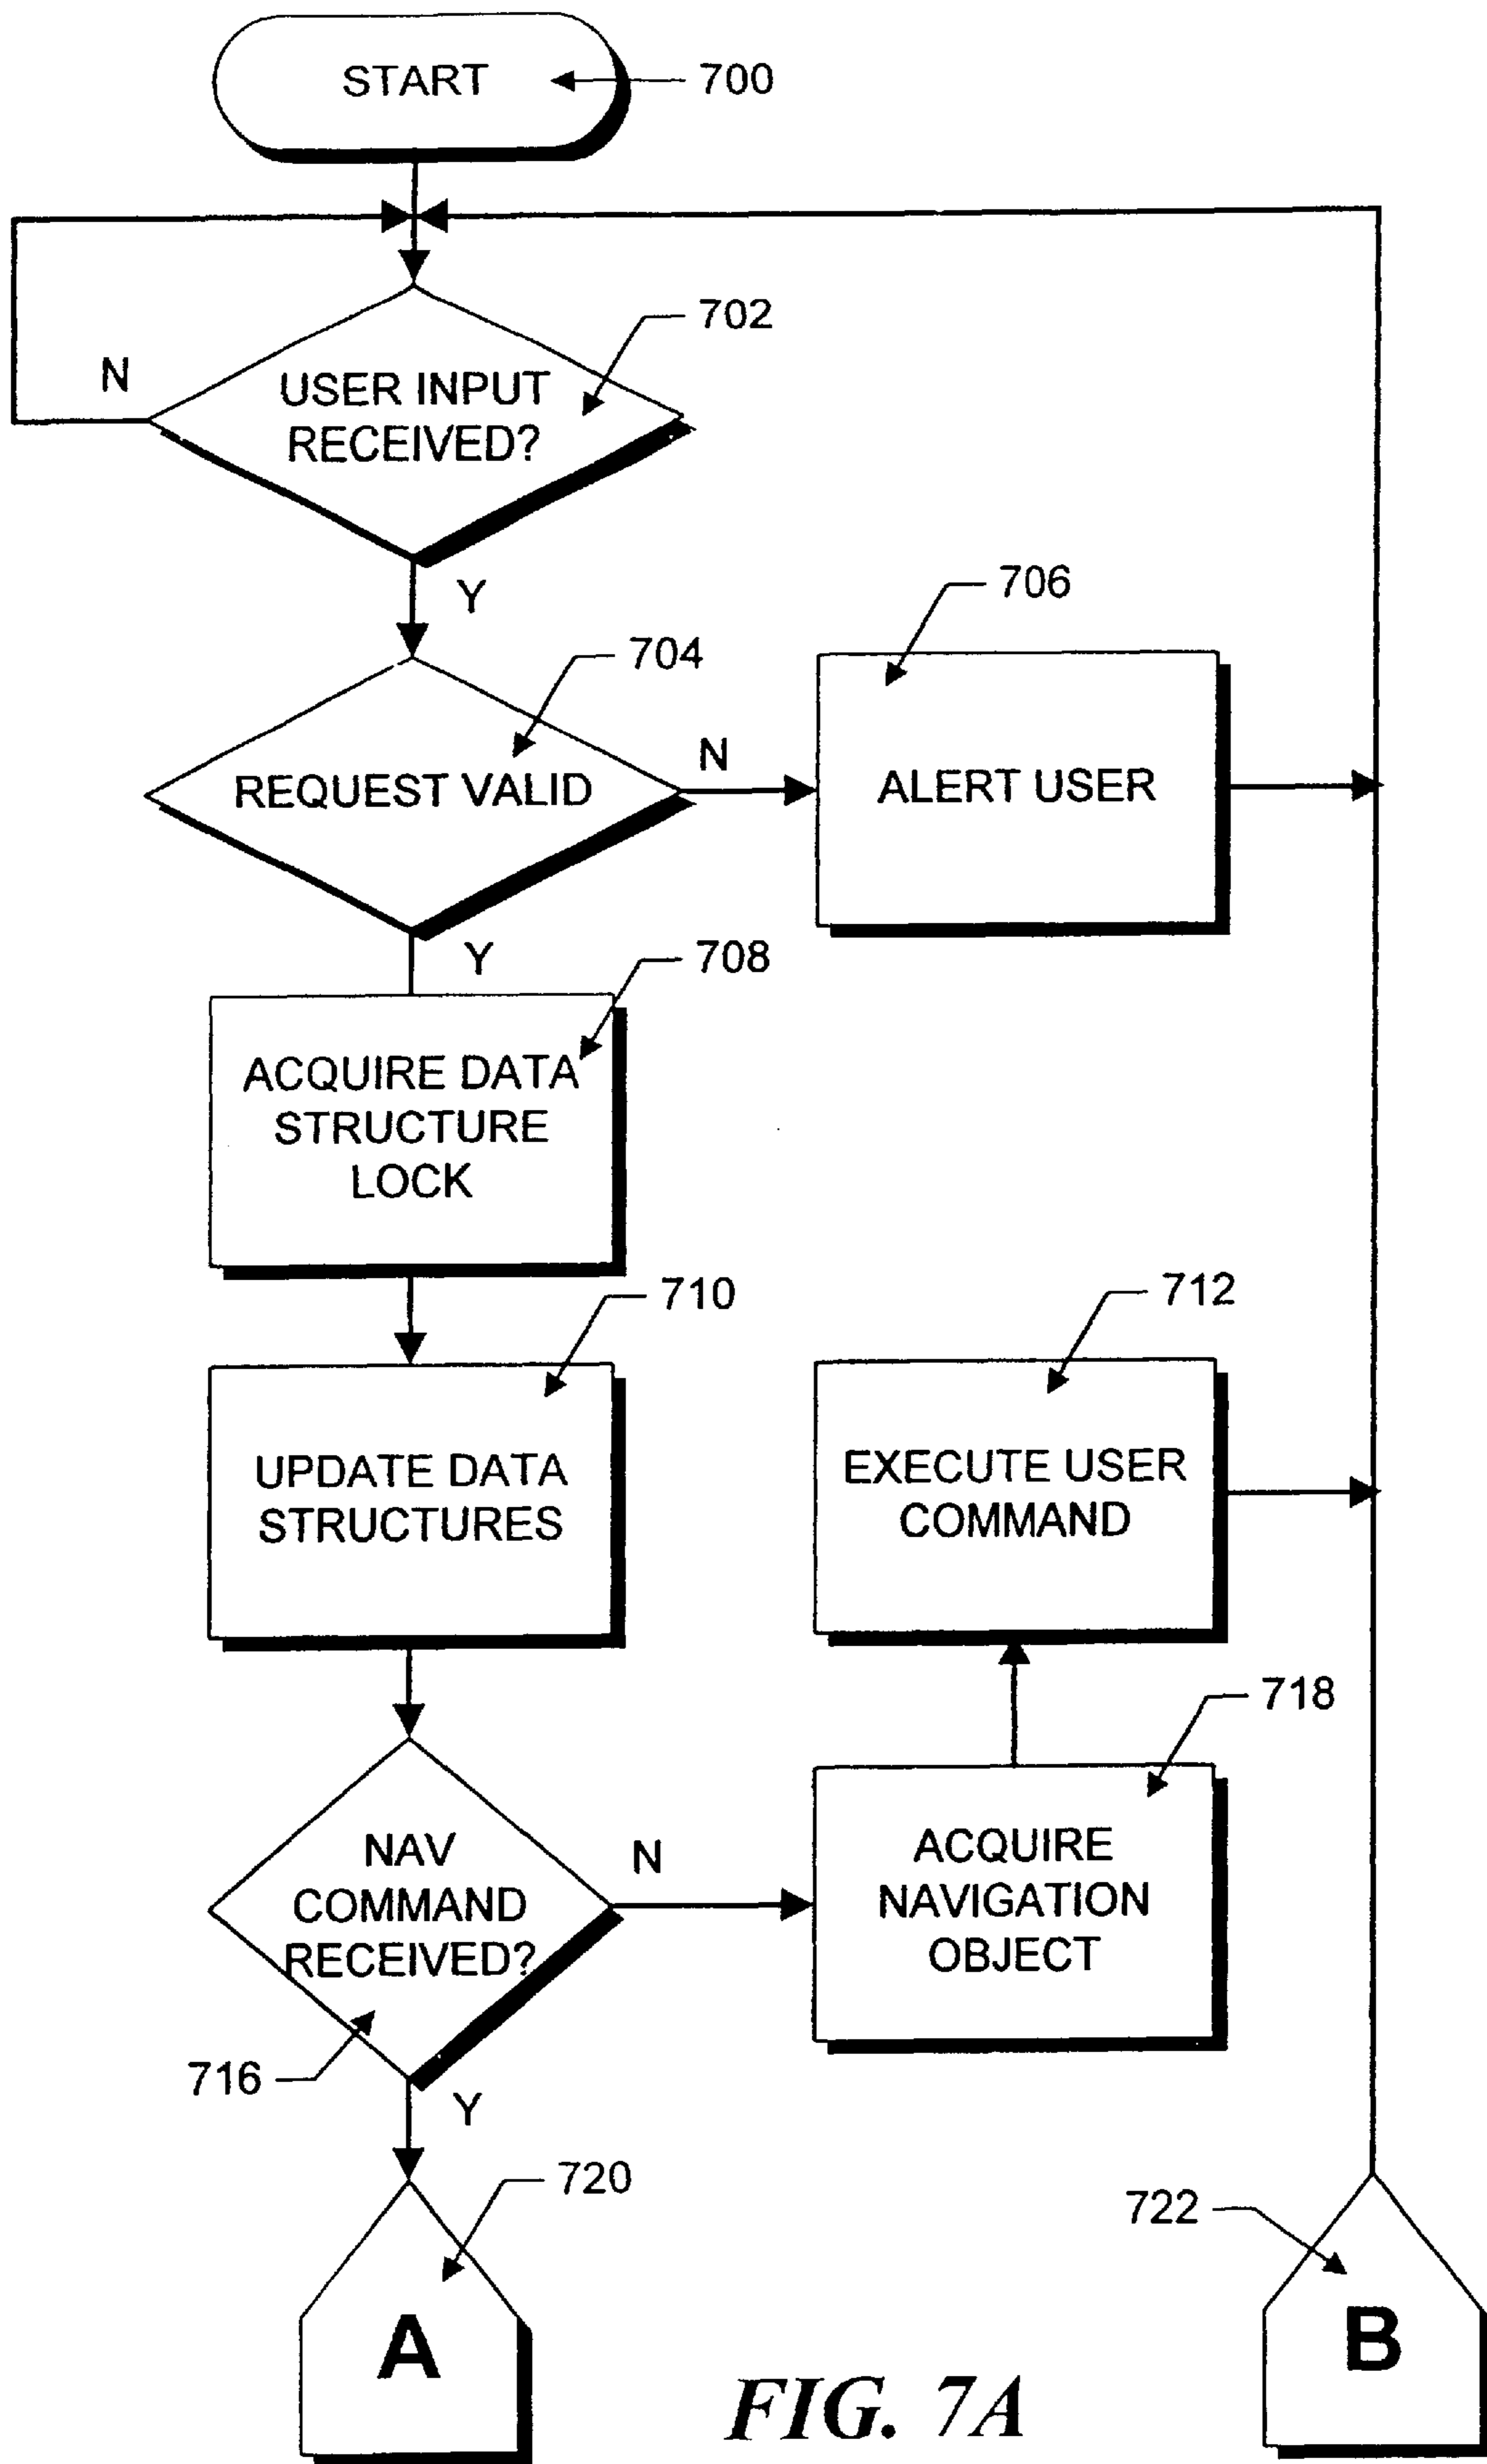 START
700
702
N
USER INPUT
RECEIVED?
Y
706
704
REQUEST VALID
N
ALERT USER
Y
708
ACQUIRE DATA
STRUCTURE
LOCK
710
712
UPDATE DATA
STRUCTURES
EXECUTE USER
COMMAND
718
NAV
COMMAND
RECEIVED?
N
ACQUIRE
NAVIGATION
OBJECT
716
Y
720
722
A
B
FIG. 7A